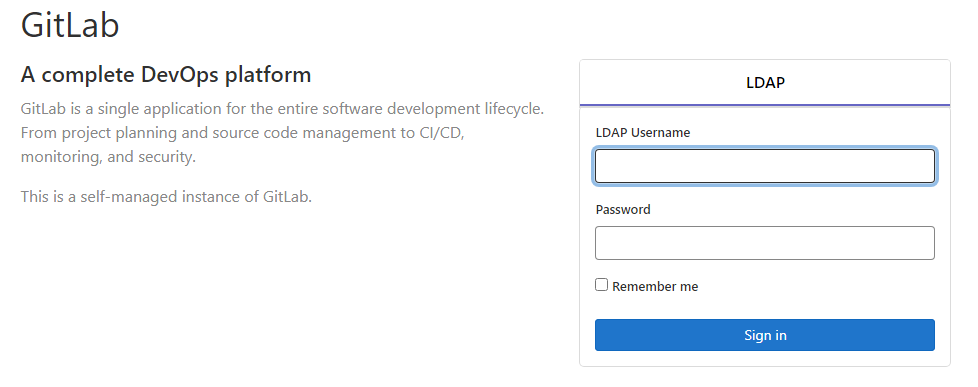 GitLab
A complete DevOps platform
GitLab is a single application for the entire software development lifecycle.
From project planning and source code management to CI/CD,
monitoring, and security.
This is a self-managed instance of GitLab.
LDAP
LDAP Username
Password
Remember me
Sign in